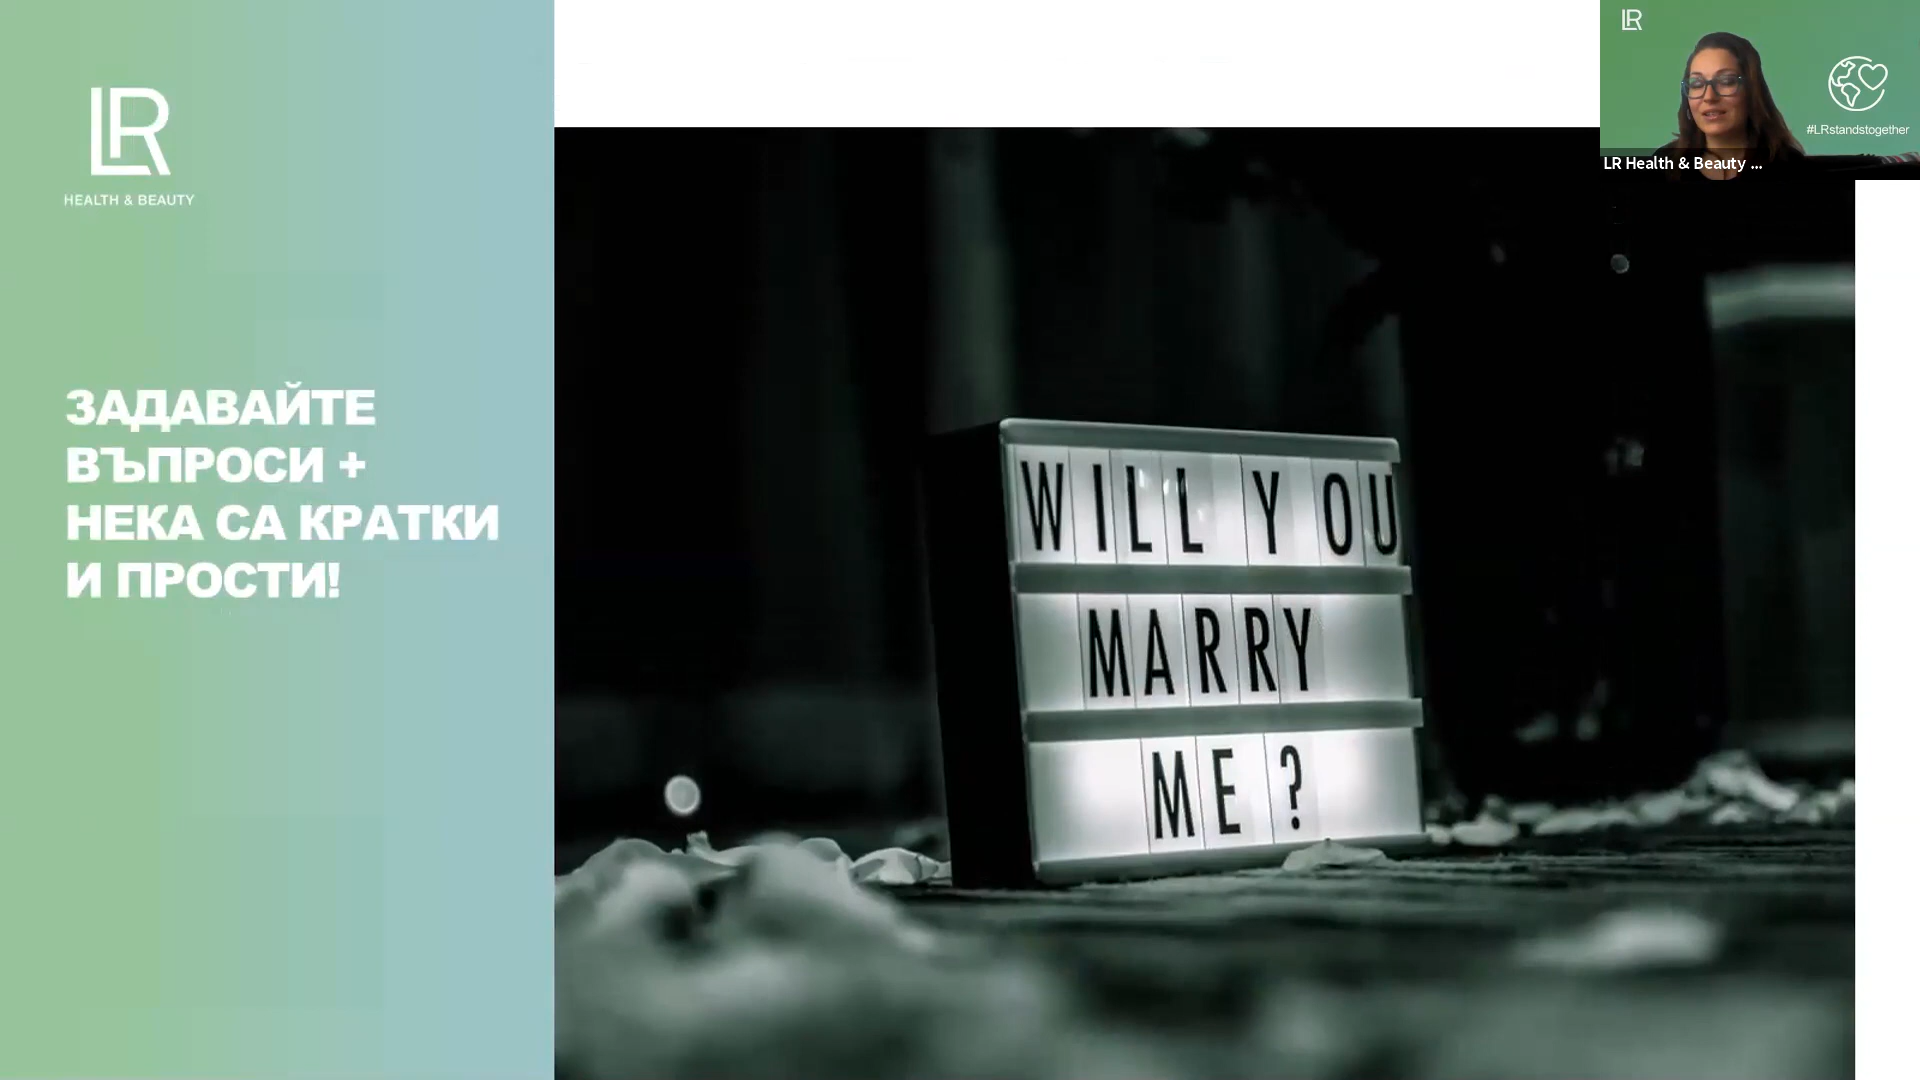 LR
HEALTH & BEAUTY
ЗАДАВАЙТЕ
ВЪПРОСИ +
НЕКА СА КРАТКИ
И ПРОСТИ!
WILL YOU
MARRY
ME?
LR
#LRstandstogether
LR Health & Beauty ...